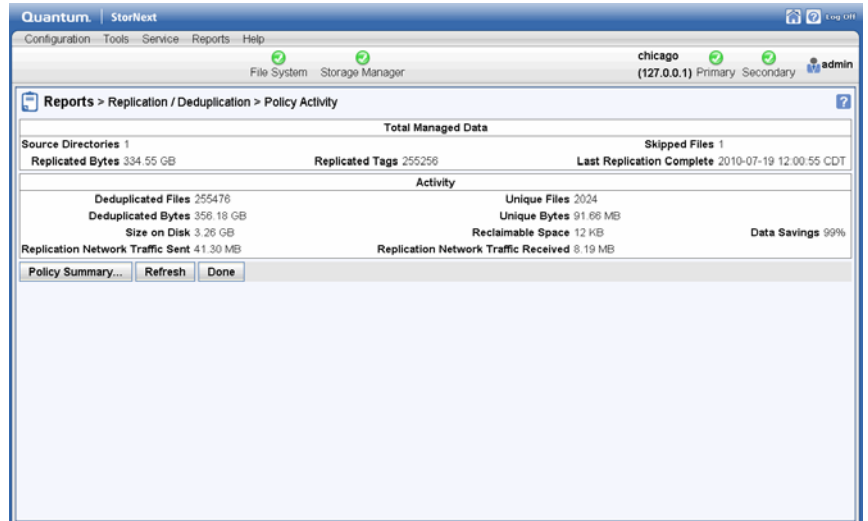 Quantum. StorNext Log Off
Configuration Tools Service Reports Help
File System Storage Manager
chicago
(127.0.0.1) Primary Secondary admin
Reports > Replication / Deduplication > Policy Activity
Total Managed Data
Source Directories 1 Skipped Files 1
Replicated Bytes 334.55 GB Replicated Tags 255256 Last Replication Complete 2010-07-19 12:00:55 CDT
Activity
Deduplicated Files 255476 Unique Files 2024
Deduplicated Bytes 356.18 GB Unique Bytes 91.66 MB
Size on Disk 3.26 GB Reclaimable Space 12 KB Data Savings 99%
Replication Network Traffic Sent 41.30 MB Replication Network Traffic Received 8.19 MB
Policy Summary... Refresh Done